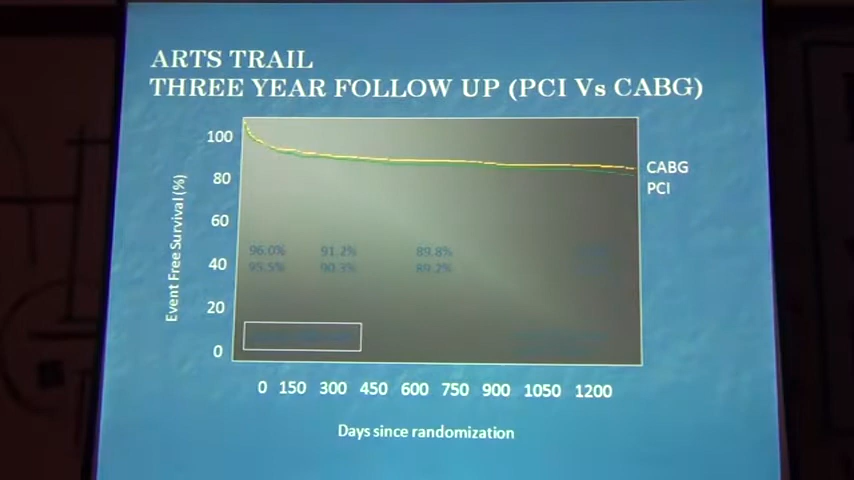 ARTS TRAIL
THREE YEAR FOLLOW UP (PCI Vs CABG)
Event Free Survival (%)
100
80
60
40
20
0
CABG
PCI
96.0% 91.2% 89.8%
95.5% 90.3% 89.2%
0 150 300 450 600 750 900 1050 1200
Days since randomization